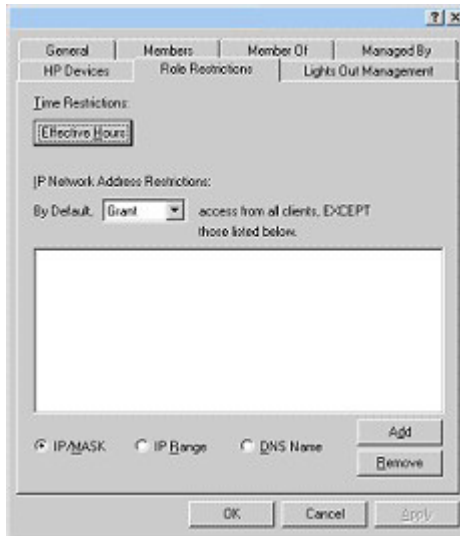 General Members Member Of Managed By
HP Devices Role Restrictions Lights Out Management
Time Restrictions:
Effective Hours
IP Network Address Restrictions:
By Default, Grant access from all clients, EXCEPT
those listed below.
Add
IP/MASK IP Range DNS Name
Remove
OK Cancel Apply